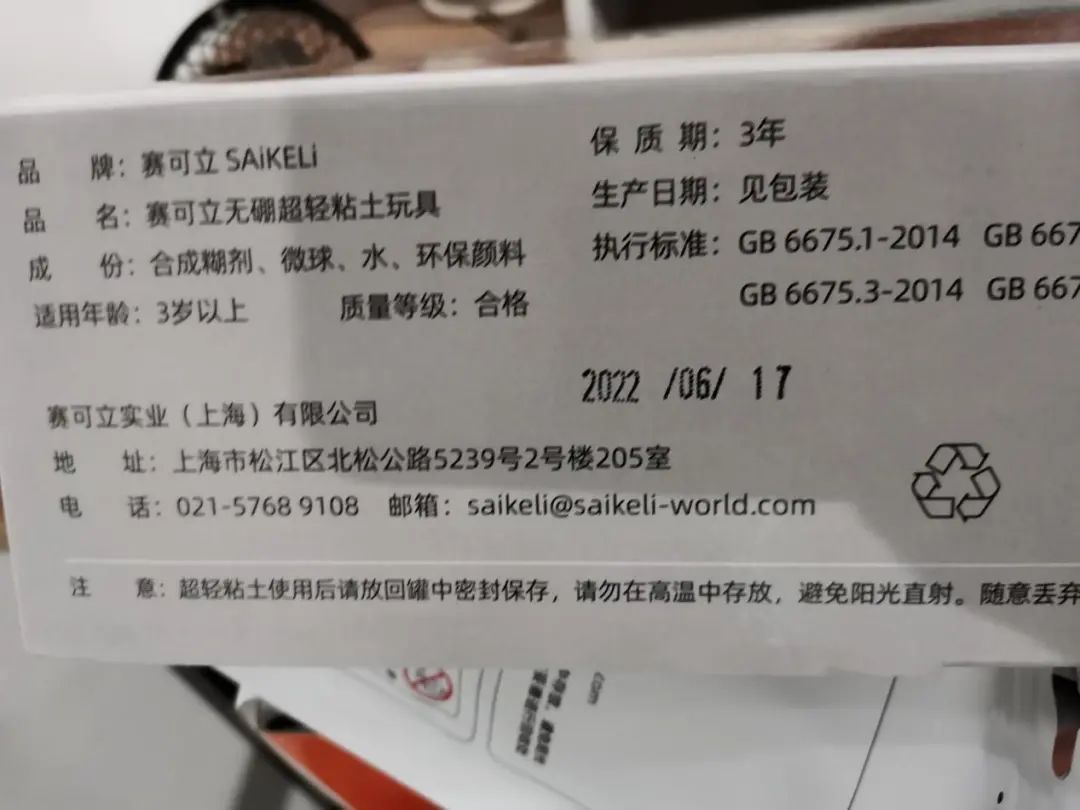 品 牌：赛可立 SAiKELi
品 名：赛可立无硼超轻粘土玩具
成 份：合成糊剂、微球、水、环保颜料
适用年龄：3岁以上 质量等级：合格
保 质 期：3年
生产日期：见包装
执行标准：GB 6675.1-2014 GB 667
GB 6675.3-2014 GB 667
2022 /06/ 17
赛可立实业（上海）有限公司
地 址：上海市松江区北松公路5239号2号楼205室
电 话：021-5768 9108 邮箱：saikeli@saikeli-world.com
注 意：超轻粘土使用后请放回罐中密封保存，请勿在高温中存放，避免阳光直射。随意丢弃
.com